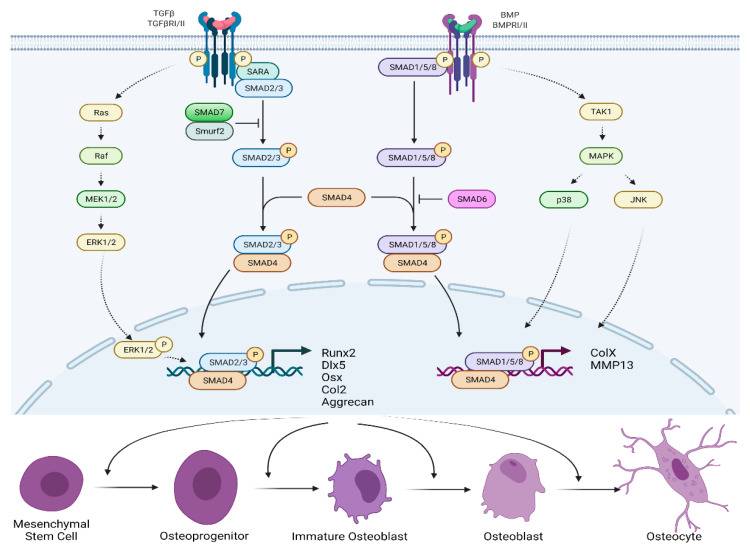 TGFβ
TGFβRI/II
BMP
BMPRI/II
P
P
P
P
SARA
SMAD2/3
SMAD1/5/8
Ras
SMAD7
Smurf2
TAK1
Raf
SMAD2/3
P
SMAD1/5/8
P
MAPK
MEK1/2
SMAD4
SMAD6
p38
JNK
ERK1/2
SMAD2/3
P
SMAD4
SMAD1/5/8
P
SMAD4
ERK1/2
P
SMAD2/3
P
SMAD4
Runx2
Dlx5
Osx
Col2
Aggrecan
SMAD1/5/8
P
SMAD4
ColX
MMP13
Mesenchymal
Stem Cell
Osteoprogenitor
Immature Osteoblast
Osteoblast
Osteocyte